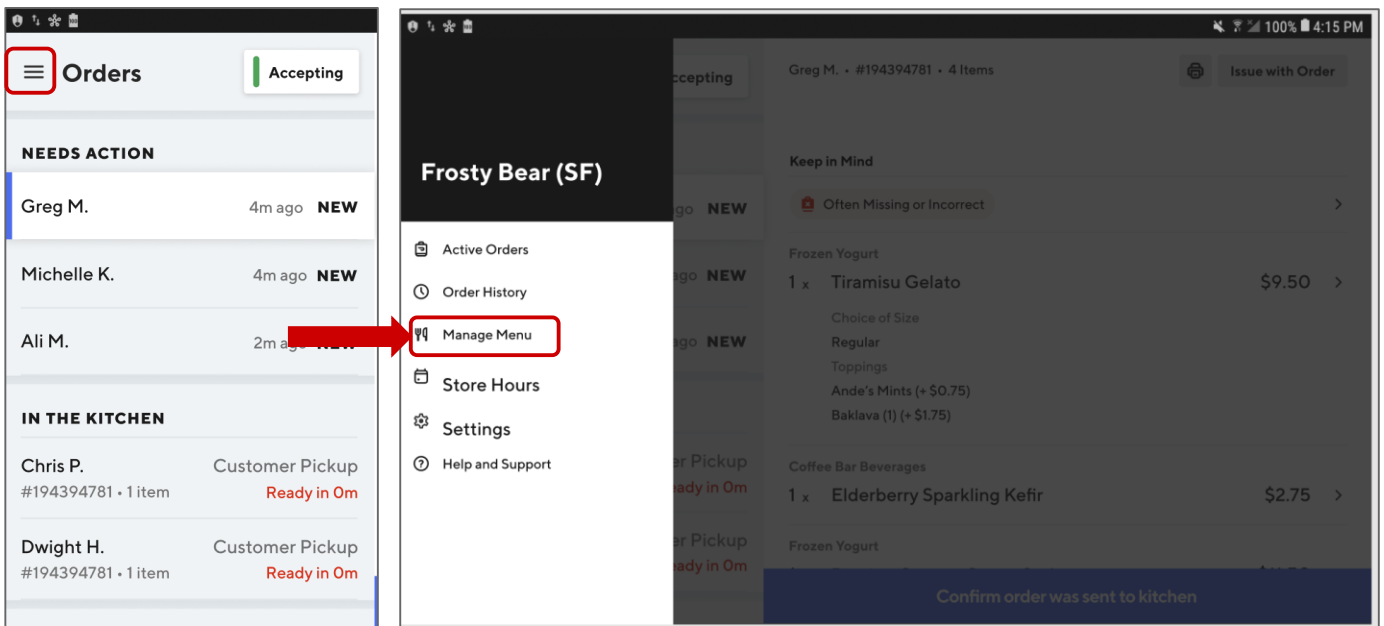 Orders
Accepting
NEEDS ACTION
Greg M. 4m ago NEW
Michelle K. 4m ago NEW
Ali M. 2m ago NEW
IN THE KITCHEN
Chris P. Customer Pickup
#194394781 • 1 item Ready in 0m
Dwight H. Customer Pickup
#194394781 • 1 item Ready in 0m
100% 4:15 PM
Frosty Bear (SF)
Active Orders
Order History
Manage Menu
Store Hours
Settings
Help and Support
ccepting
go NEW
ago NEW
ago NEW
er Pickup
eady in 0m
er Pickup
eady in 0m
Greg M. • #194394781 • 4 Items
Issue with Order
Keep in Mind
Often Missing or Incorrect
Frozen Yogurt
1 x Tiramisu Gelato $9.50
Choice of Size
Regular
Toppings
Ande's Mints (+ $0.75)
Baklava (1) (+ $1.75)
Coffee Bar Beverages
1 x Elderberry Sparkling Kefir $2.75
Frozen Yogurt
Confirm order was sent to kitchen